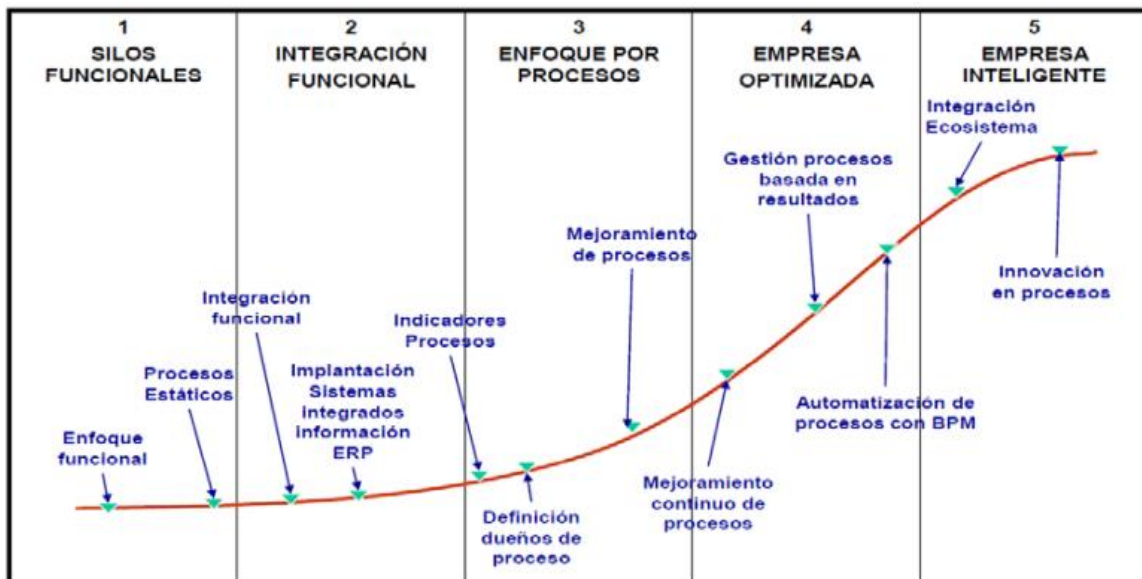 1
SILOS
FUNCIONALES
2
INTEGRACIÓN
FUNCIONAL
3
ENFOQUE POR
PROCESOS
4
EMPRESA
OPTIMIZADA
5
EMPRESA
INTELIGENTE
Enfoque
funcional
Procesos
Estáticos
Integración
funcional
Implantación
Sistemas
integrados
información
ERP
Indicadores
Procesos
Definición
dueños de
proceso
Mejoramiento
de procesos
Mejoramiento
continuo de
procesos
Gestión procesos
basada en
resultados
Automatización de
procesos con BPM
Integración
Ecosistema
Innovación
en procesos